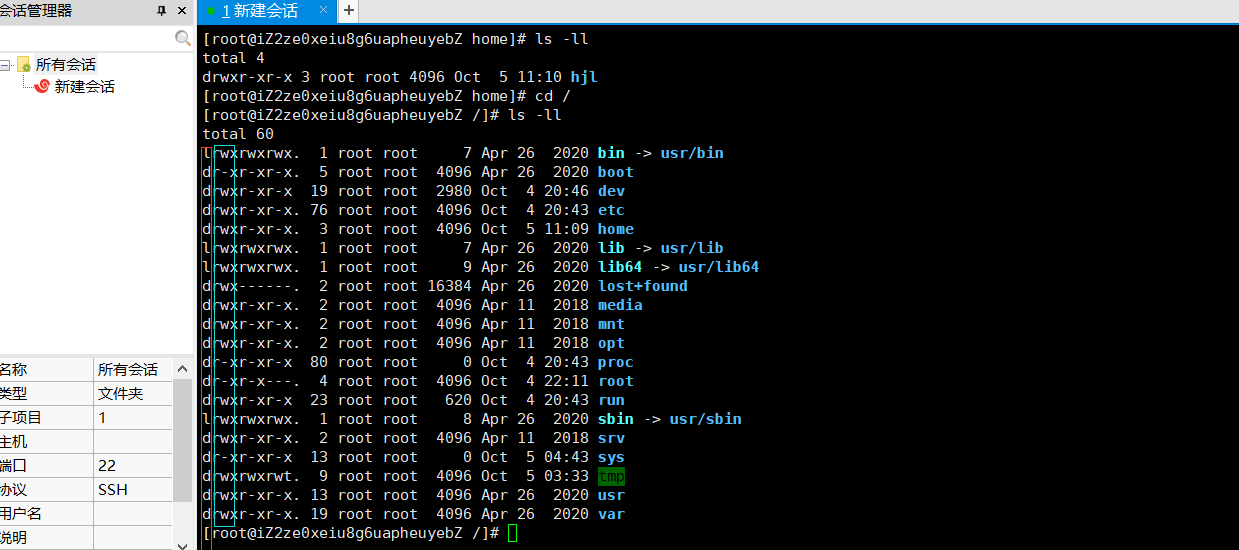 会话管理器
1 新建会话
所有会话
新建会话
名称 所有会话
类型 文件夹
子项目 1
主机
端口 22
协议 SSH
用户名
说明
[root@iZ2ze0xeiu8g6uapheuyebZ home]# ls -ll
total 4
drwxr-xr-x 3 root root 4096 Oct  5 11:10 hjl
[root@iZ2ze0xeiu8g6uapheuyebZ home]# cd /
[root@iZ2ze0xeiu8g6uapheuyebZ /]# ls -ll
total 60
lrwxrwxrwx.  1 root root     7 Apr 26  2020 bin -> usr/bin
dr-xr-xr-x.  5 root root  4096 Apr 26  2020 boot
drwxr-xr-x  19 root root  2980 Oct  4 20:46 dev
drwxr-xr-x. 76 root root  4096 Oct  4 20:43 etc
drwxr-xr-x.  3 root root  4096 Oct  5 11:09 home
lrwxrwxrwx.  1 root root     7 Apr 26  2020 lib -> usr/lib
lrwxrwxrwx.  1 root root     9 Apr 26  2020 lib64 -> usr/lib64
drwx------.  2 root root 16384 Apr 26  2020 lost+found
drwxr-xr-x.  2 root root  4096 Apr 11  2018 media
drwxr-xr-x.  2 root root  4096 Apr 11  2018 mnt
drwxr-xr-x.  2 root root  4096 Apr 11  2018 opt
dr-xr-xr-x  80 root root     0 Oct  4 20:43 proc
dr-xr-x---.  4 root root  4096 Oct  4 22:11 root
drwxr-xr-x  23 root root   620 Oct  4 20:43 run
lrwxrwxrwx.  1 root root     8 Apr 26  2020 sbin -> usr/sbin
drwxr-xr-x.  2 root root  4096 Apr 11  2018 srv
dr-xr-xr-x  13 root root     0 Oct  5 04:43 sys
drwxrwxrwt.  9 root root  4096 Oct  5 03:33 tmp
drwxr-xr-x. 13 root root  4096 Apr 26  2020 usr
drwxr-xr-x. 19 root root  4096 Apr 26  2020 var
[root@iZ2ze0xeiu8g6uapheuyebZ /]#